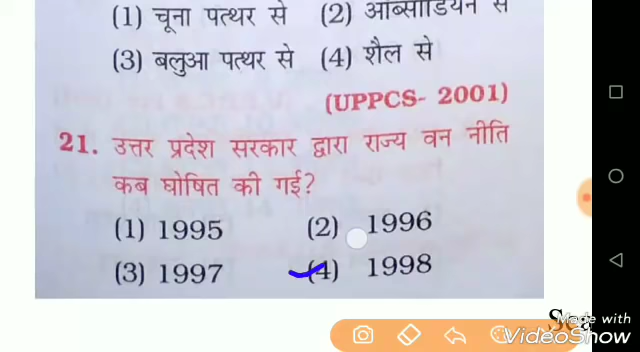 (1) चूना पत्थर से (2) ऑब्सीडियन से
(3) बलुआ पत्थर से (4) शैल से
(UPPCS- 2001)
21. उत्तर प्रदेश सरकार द्वारा राज्य वन नीति
कब घोषित की गई?
(1) 1995 (2) 1996
(3) 1997 (4) 1998
Made with
VideoShow